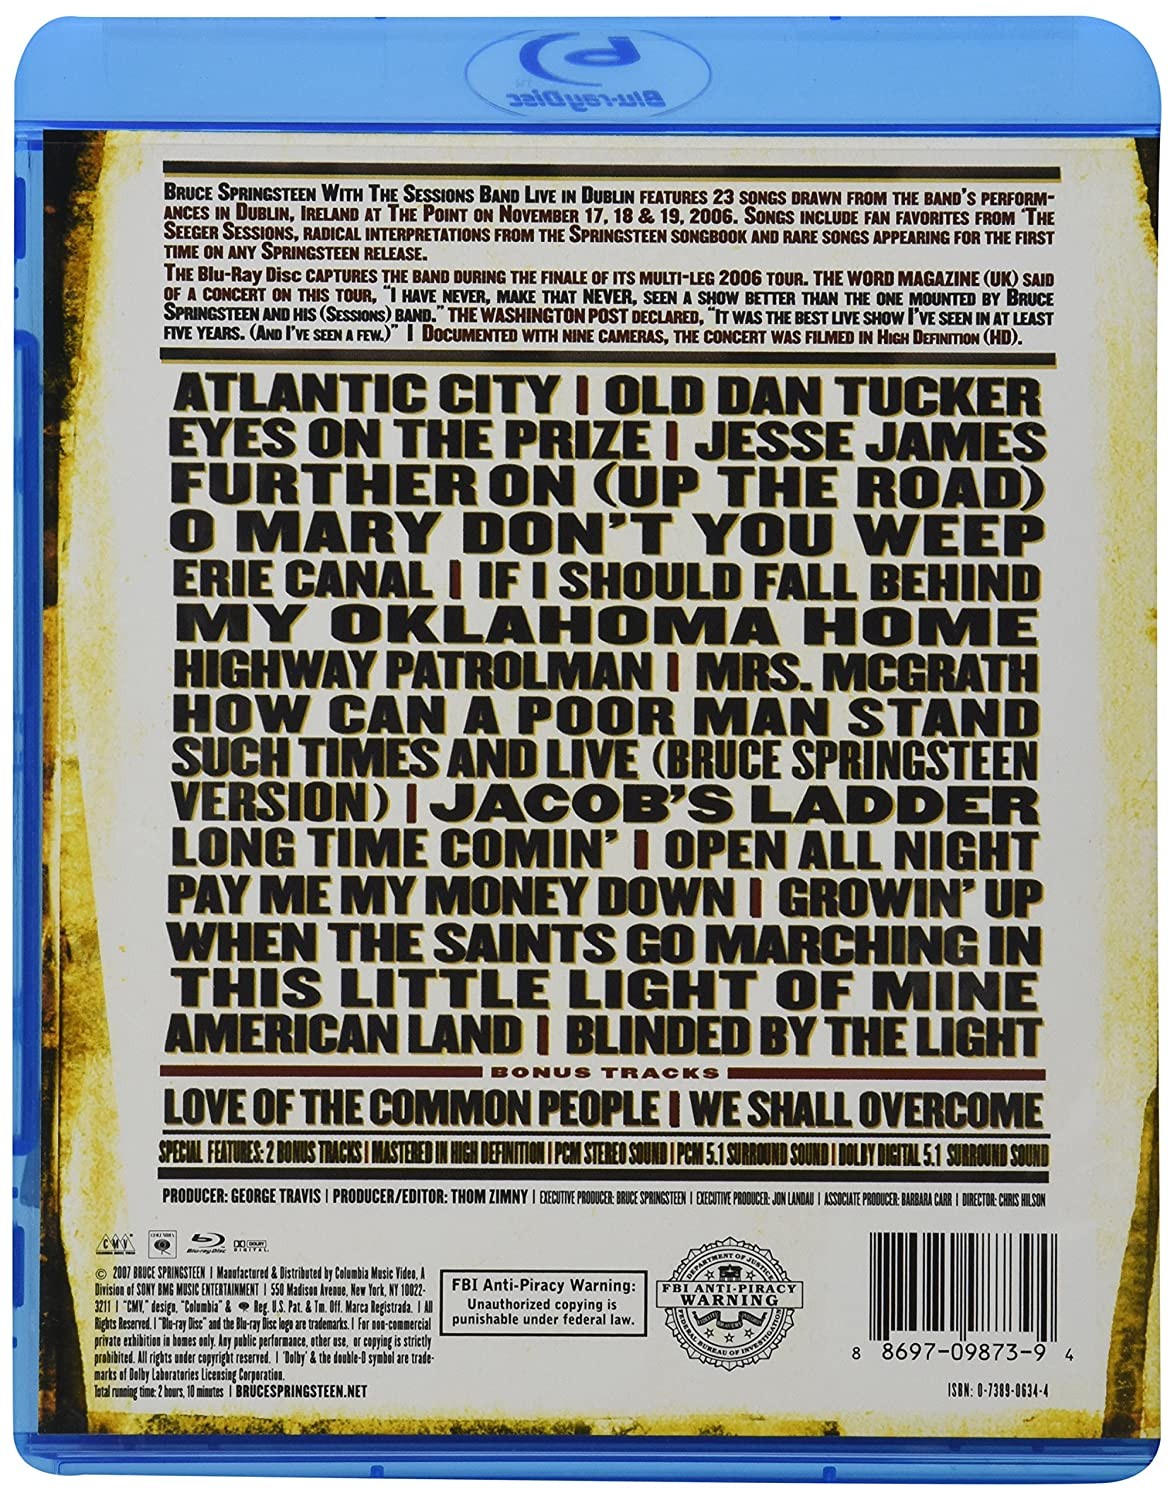 Blu-rayDisc
BRUCE SPRINGSTEEN WITH THE SESSIONS BAND LIVE IN DUBLIN FEATURES 23 SONGS DRAWN FROM THE BAND'S PERFORM-
ANCES IN DUBLIN, IRELAND AT THE POINT ON NOVEMBER 17, 18 & 19, 2006. SONGS INCLUDE FAN FAVORITES FROM 'THE
SEEGER SESSIONS, RADICAL INTERPRETATIONS FROM THE SPRINGSTEEN SONGBOOK AND RARE SONGS APPEARING FOR THE FIRST
TIME ON ANY SPRINGSTEEN RELEASE.
THE BLU-RAY DISC CAPTURES THE BAND DURING THE FINALE OF ITS MULTI-LEG 2006 TOUR. THE WORD MAGAZINE (UK) SAID
OF A CONCERT ON THIS TOUR, "I HAVE NEVER, MAKE THAT NEVER, SEEN A SHOW BETTER THAN THE ONE MOUNTED BY BRUCE
SPRINGSTEEN AND HIS (SESSIONS) BAND." THE WASHINGTON POST DECLARED, "IT WAS THE BEST LIVE SHOW I'VE SEEN IN AT LEAST
FIVE YEARS. (AND I'VE SEEN A FEW.)" | DOCUMENTED WITH NINE CAMERAS, THE CONCERT WAS FILMED IN HIGH DEFINITION (HD).
ATLANTIC CITY | OLD DAN TUCKER
EYES ON THE PRIZE | JESSE JAMES
FURTHER ON (UP THE ROAD)
O MARY DON'T YOU WEEP
ERIE CANAL | IF I SHOULD FALL BEHIND
MY OKLAHOMA HOME
HIGHWAY PATROLMAN | MRS. MCGRATH
HOW CAN A POOR MAN STAND
SUCH TIMES AND LIVE (BRUCE SPRINGSTEEN
VERSION) | JACOB'S LADDER
LONG TIME COMIN' | OPEN ALL NIGHT
PAY ME MY MONEY DOWN | GROWIN' UP
WHEN THE SAINTS GO MARCHING IN
THIS LITTLE LIGHT OF MINE
AMERICAN LAND | BLINDED BY THE LIGHT
BONUS TRACKS
LOVE OF THE COMMON PEOPLE | WE SHALL OVERCOME
SPECIAL FEATURES: 2 BONUS TRACKS | MASTERED IN HIGH DEFINITION | PCM STEREO SOUND | PCM 5.1 SURROUND SOUND | DOLBY DIGITAL 5.1 SURROUND SOUND
PRODUCER: GEORGE TRAVIS | PRODUCER/EDITOR: THOM ZIMNY | EXECUTIVE PRODUCER: BRUCE SPRINGSTEEN | EXECUTIVE PRODUCER: JON LANDAU | ASSOCIATE PRODUCER: BARBARA CARR | DIRECTOR: CHRIS HILSON
CMV COLUMBIA Blu-ray Disc DOLBY DIGITAL
© 2007 BRUCE SPRINGSTEEN | Manufactured & Distributed by Columbia Music Video, A
Division of SONY BMG MUSIC ENTERTAINMENT | 550 Madison Avenue, New York, NY 10022-
3211 | "CMV," design, "Columbia" & Reg. U.S. Pat. & Tm. Off. Marca Registrada. | All
Rights Reserved. | "Blu-ray Disc" and the Blu-ray Disc logo are trademarks. | For non-commercial
private exhibition in homes only. Any public performance, other use, or copying is strictly
prohibited. All rights under copyright reserved. | 'Dolby' & the double-D symbol are trade-
marks of Dolby Laboratories Licensing Corporation.
Total running time: 2 hours, 10 minutes | BRUCESPRINGSTEEN.NET
FBI Anti-Piracy Warning:
Unauthorized copying is
punishable under federal law.
DEPARTMENT OF JUSTICE
FBI ANTI-PIRACY
WARNING
FEDERAL BUREAU OF INVESTIGATION
8 8697-09873-9 4
ISBN: 0-7389-0634-4